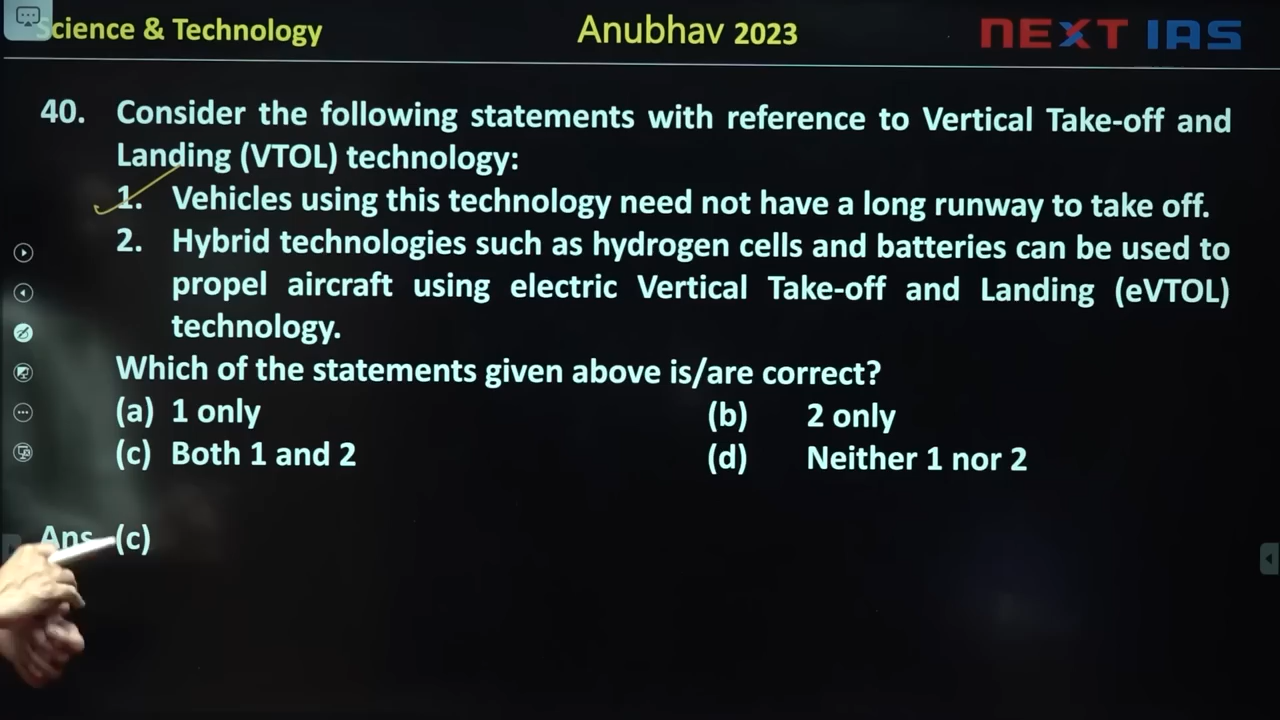 Science & Technology
Anubhav 2023
NEXT IAS
40. Consider the following statements with reference to Vertical Take-off and
Landing (VTOL) technology:
1. Vehicles using this technology need not have a long runway to take off.
2. Hybrid technologies such as hydrogen cells and batteries can be used to
propel aircraft using electric Vertical Take-off and Landing (eVTOL)
technology.
Which of the statements given above is/are correct?
(a) 1 only (b) 2 only
(c) Both 1 and 2 (d) Neither 1 nor 2
Ans (c)